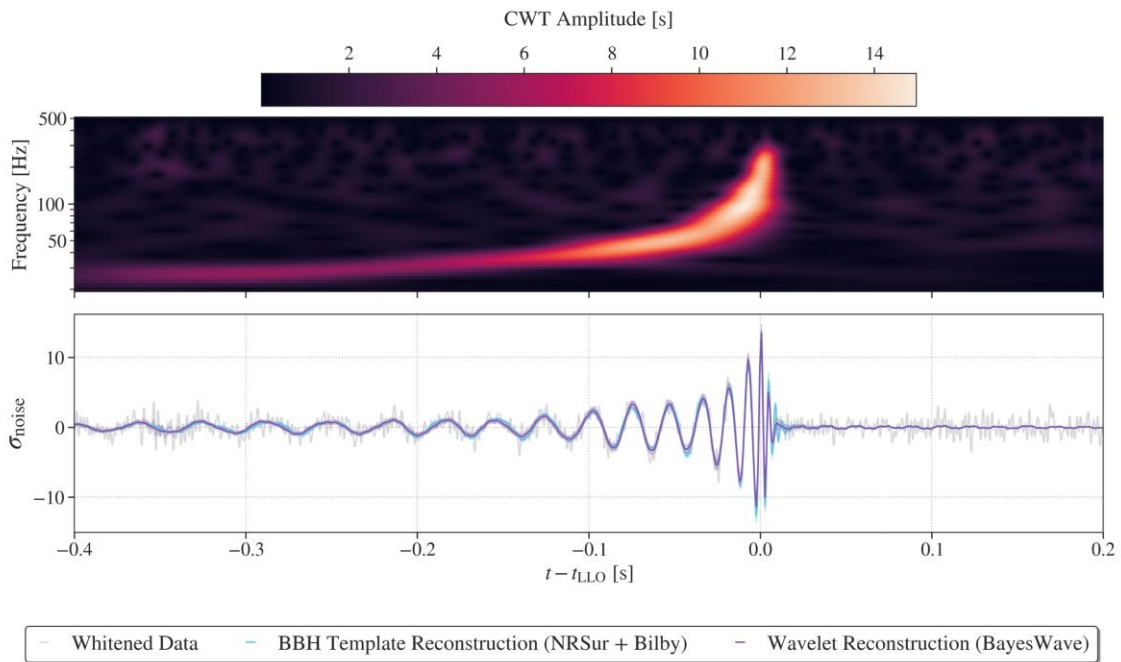 CWT Amplitude [s]
2 4 6 8 10 12 14
500
100
50
Frequency [Hz]
10
0
−10
σnoise
−0.4 −0.3 −0.2 −0.1 0.0 0.1 0.2
t − tLLO [s]
Whitened Data BBH Template Reconstruction (NRSur + Bilby) Wavelet Reconstruction (BayesWave)